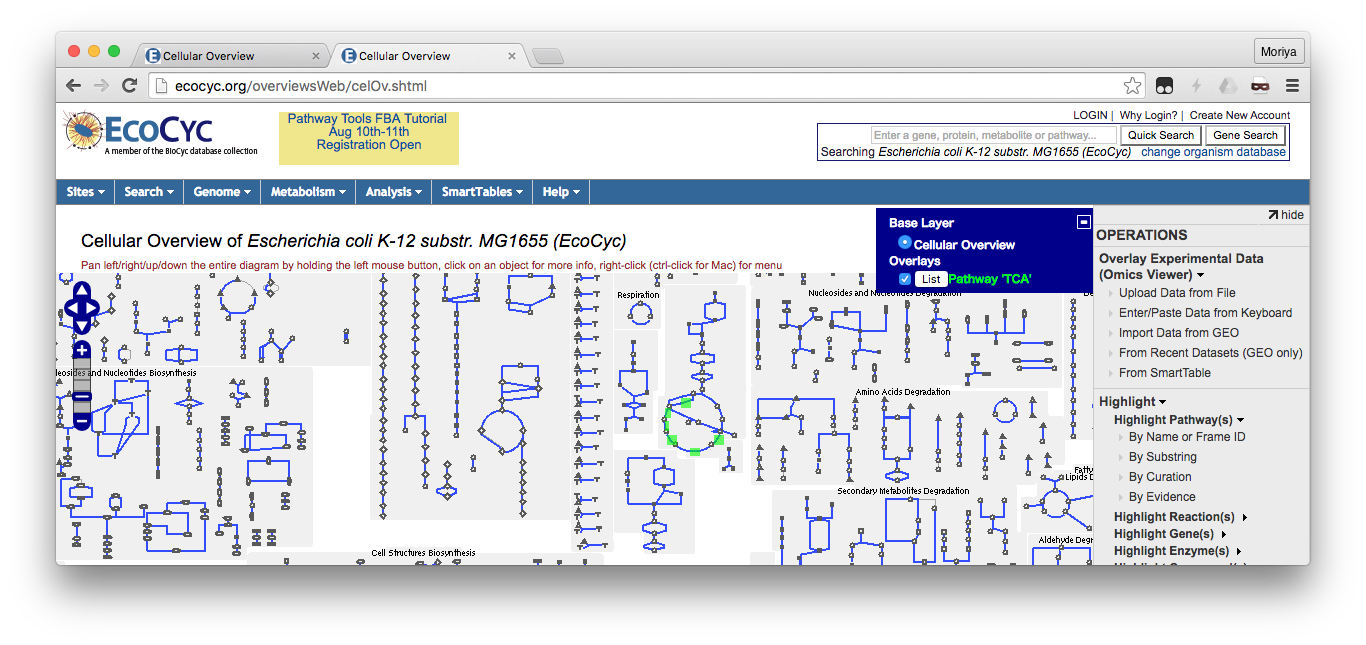 Cellular Overview
Cellular Overview
Moriya
ecocyc.org/overviewsWeb/celOv.shtml
EcoCyc
A member of the BioCyc database collection
Pathway Tools FBA Tutorial
Aug 10th-11th
Registration Open
LOGIN | Why Login? | Create New Account
Enter a gene, protein, metabolite or pathway... Quick Search Gene Search
Searching Escherichia coli K-12 substr. MG1655 (EcoCyc) change organism database
Sites Search Genome Metabolism Analysis SmartTables Help
Cellular Overview of Escherichia coli K-12 substr. MG1655 (EcoCyc)
Pan left/right/up/down the entire diagram by holding the left mouse button, click on an object for more info, right-click (ctrl-click for Mac) for menu
Base Layer
Cellular Overview
Overlays
List Pathway 'TCA'
Respiration
Nucleosides and Nucleotides Degradation
leosides and Nucleotides Biosynthesis
Amino Acids Degradation
Secondary Metabolites Degradation
Fatty
Lipids D
Aldehyde Degr
Cell Structures Biosynthesis
hide
OPERATIONS
Overlay Experimental Data
(Omics Viewer)
Upload Data from File
Enter/Paste Data from Keyboard
Import Data from GEO
From Recent Datasets (GEO only)
From SmartTable
Highlight
Highlight Pathway(s)
By Name or Frame ID
By Substring
By Curation
By Evidence
Highlight Reaction(s)
Highlight Gene(s)
Highlight Enzyme(s)